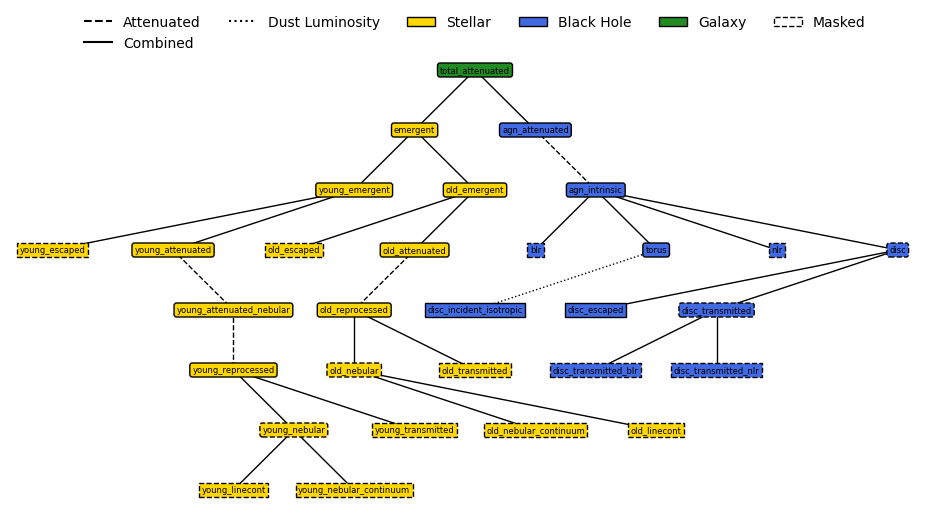 Attenuated Dust Luminosity Stellar Black Hole Galaxy Masked
Combined
total_attenuated
emergent agn_attenuated
young_emergent old_emergent agn_intrinsic
young_escaped young_attenuated old_escaped old_attenuated blr torus nlr disc
young_attenuated_nebular old_reprocessed disc_incident_isotropic disc_escaped disc_transmitted
young_reprocessed old_nebular old_transmitted disc_transmitted_blr disc_transmitted_nlr
young_nebular young_transmitted old_nebular_continuum old_linecont
young_linecont young_nebular_continuum